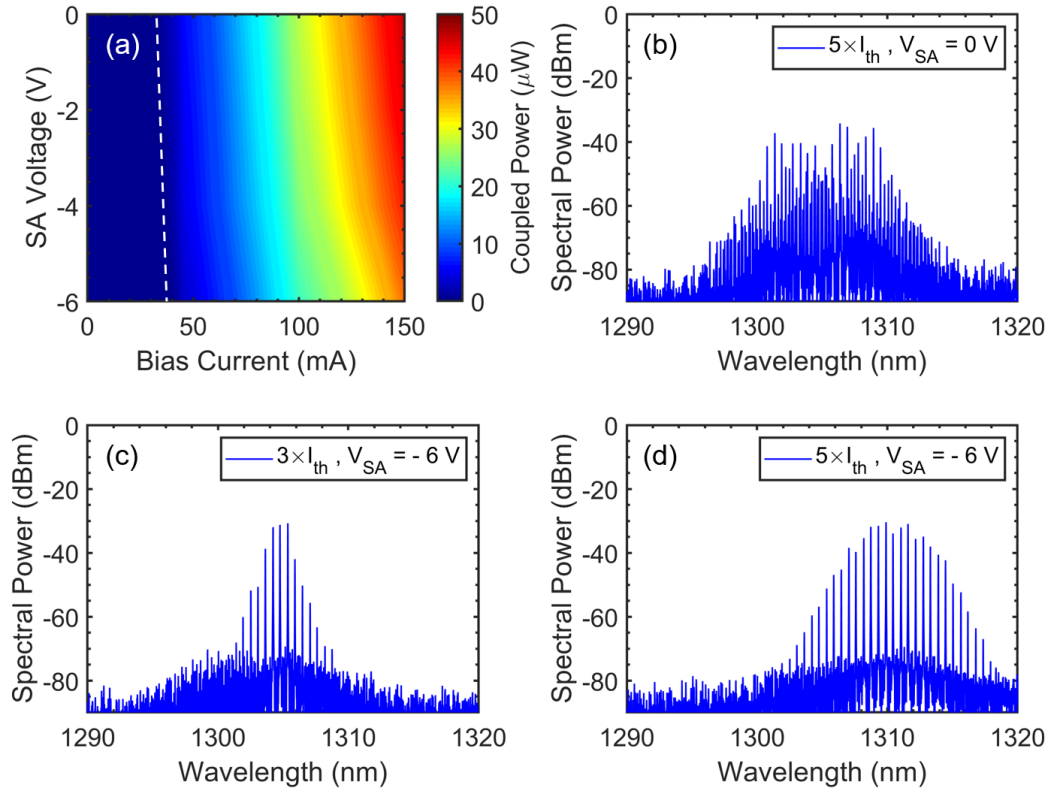 (a)
SA Voltage (V)
0
-2
-4
-6
0 50 100 150
Bias Current (mA)
50
40
30
20
10
0
Coupled Power (μW)
(b)
5×I_th , V_SA = 0 V
Spectral Power (dBm)
0
-20
-40
-60
-80
1290 1300 1310 1320
Wavelength (nm)
(c)
3×I_th , V_SA = - 6 V
Spectral Power (dBm)
0
-20
-40
-60
-80
1290 1300 1310 1320
Wavelength (nm)
(d)
5×I_th , V_SA = - 6 V
Spectral Power (dBm)
0
-20
-40
-60
-80
1290 1300 1310 1320
Wavelength (nm)